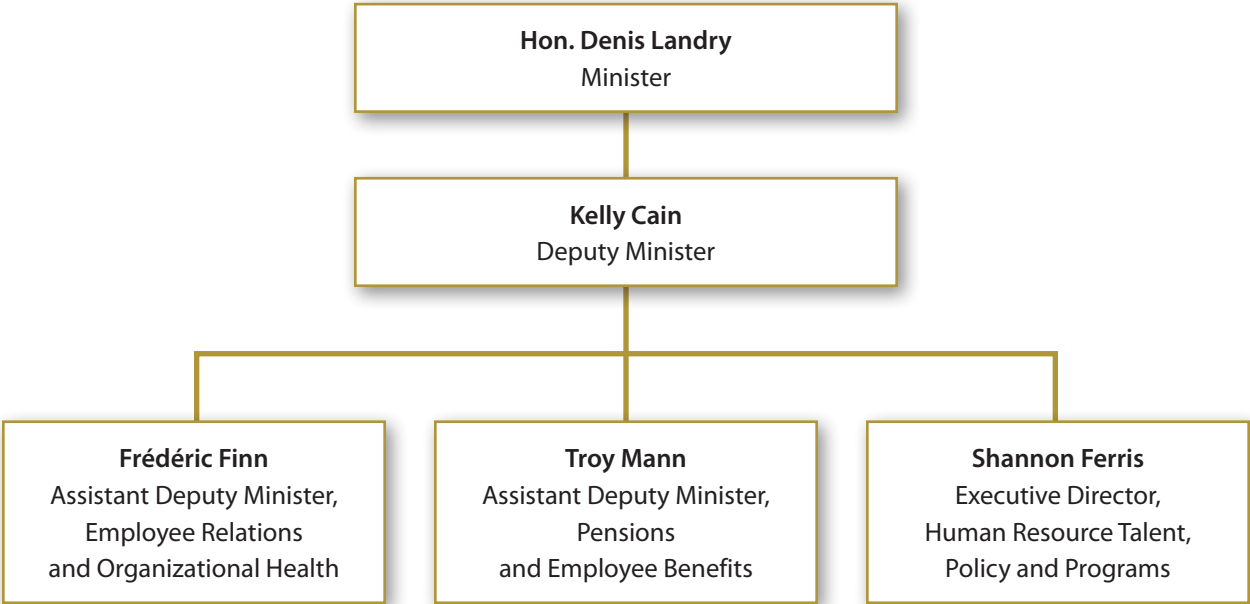 Hon. Denis Landry
Minister
Kelly Cain
Deputy Minister
Frédéric Finn
Assistant Deputy Minister,
Employee Relations
and Organizational Health
Troy Mann
Assistant Deputy Minister,
Pensions
and Employee Benefits
Shannon Ferris
Executive Director,
Human Resource Talent,
Policy and Programs